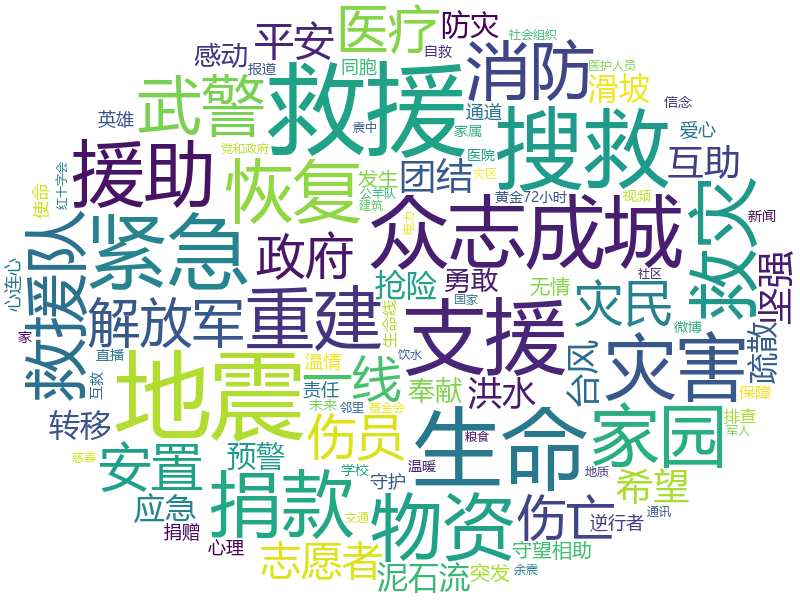 社会组织
医疗
防灾
自救
平安
感动
报道
同胞
消防
医护人员
滑坡
信念
武警
救援
搜救
英雄
震中
通道
家属
爱心
党和政府
援助
恢复
发生
团结
医院
灾区
互助
红十字会
使命
公羊队
建筑
黄金72小时
视频
救灾
新闻
众志成城
电力
紧急
救援队
政府
抢险
勇敢
无情
社区
坚强
心连心
解放军
重建
生命线
国家
支援
灾民
微博
疏散
家
直播
互救
地震
一线
温情
饮水
责任
奉献
洪水
台风
灾害
保障
转移
未来
邻里
基金会
伤员
生命
家园
排查
军人
安置
预警
粮食
慈善
学校
守护
温暖
地质
希望
应急
捐款
物资
伤亡
通讯
捐赠
交通
逆行者
心理
志愿者
守望相助
泥石流
突发
余震